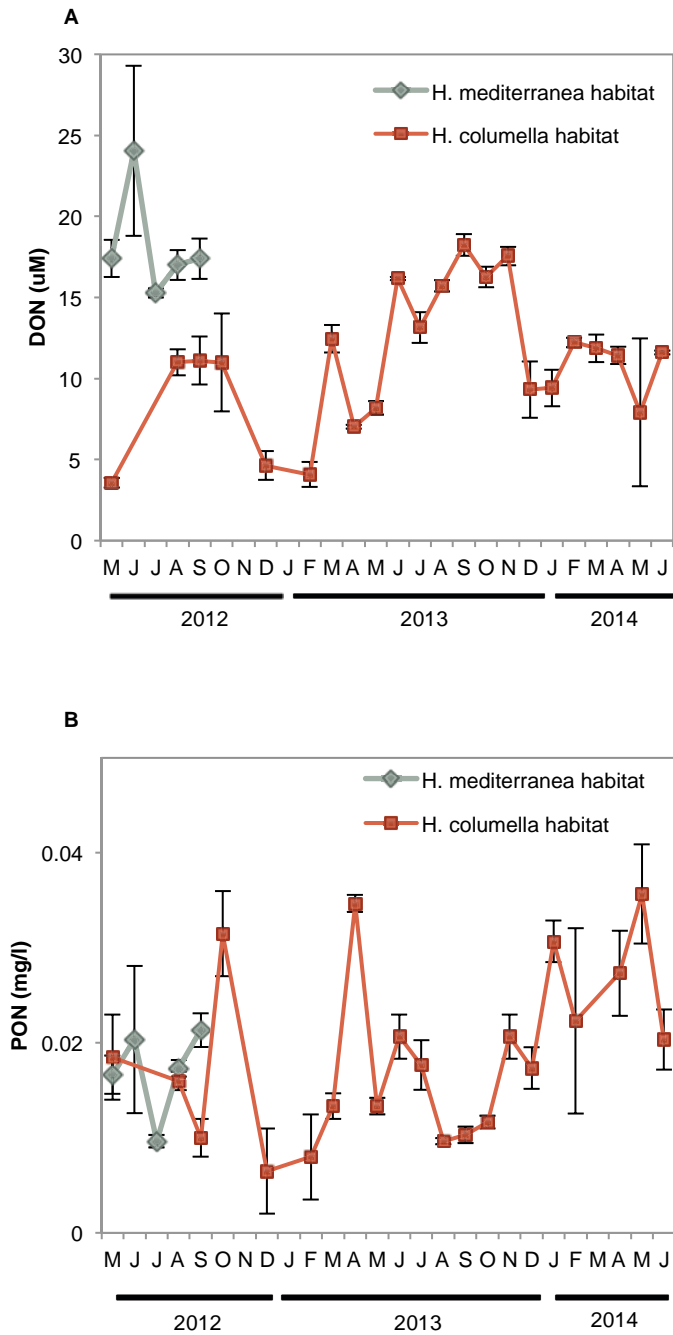 A
30
H. mediterranea habitat
25
H. columella habitat
20
DON (uM)
15
10
5
0
M J J A S O N D J F M A M J J A S O N D J F M A M J
2012 2013 2014
B
H. mediterranea habitat
H. columella habitat
0.04
PON (mg/l)
0.02
0
M J J A S O N D J F M A M J J A S O N D J F M A M J
2012 2013 2014